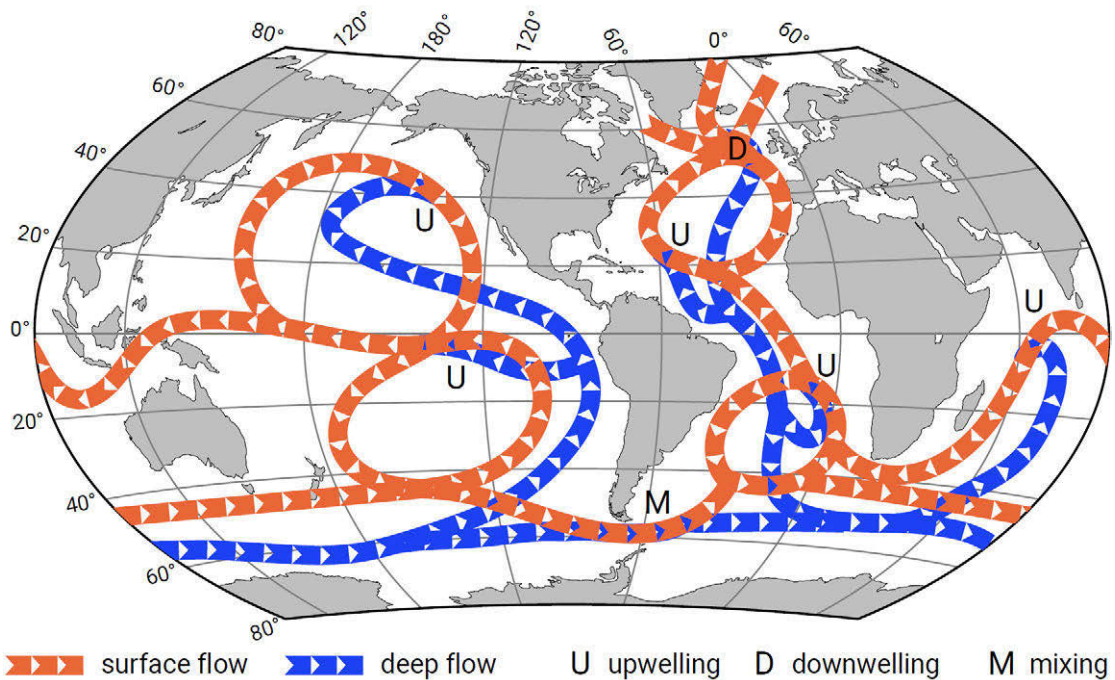 80° 120° 180° 120° 60° 0° 60°
60°
40°
D
20°
U U
U
0°
U U
20°
40°
M
60°
80°
surface flow deep flow U upwelling D downwelling M mixing